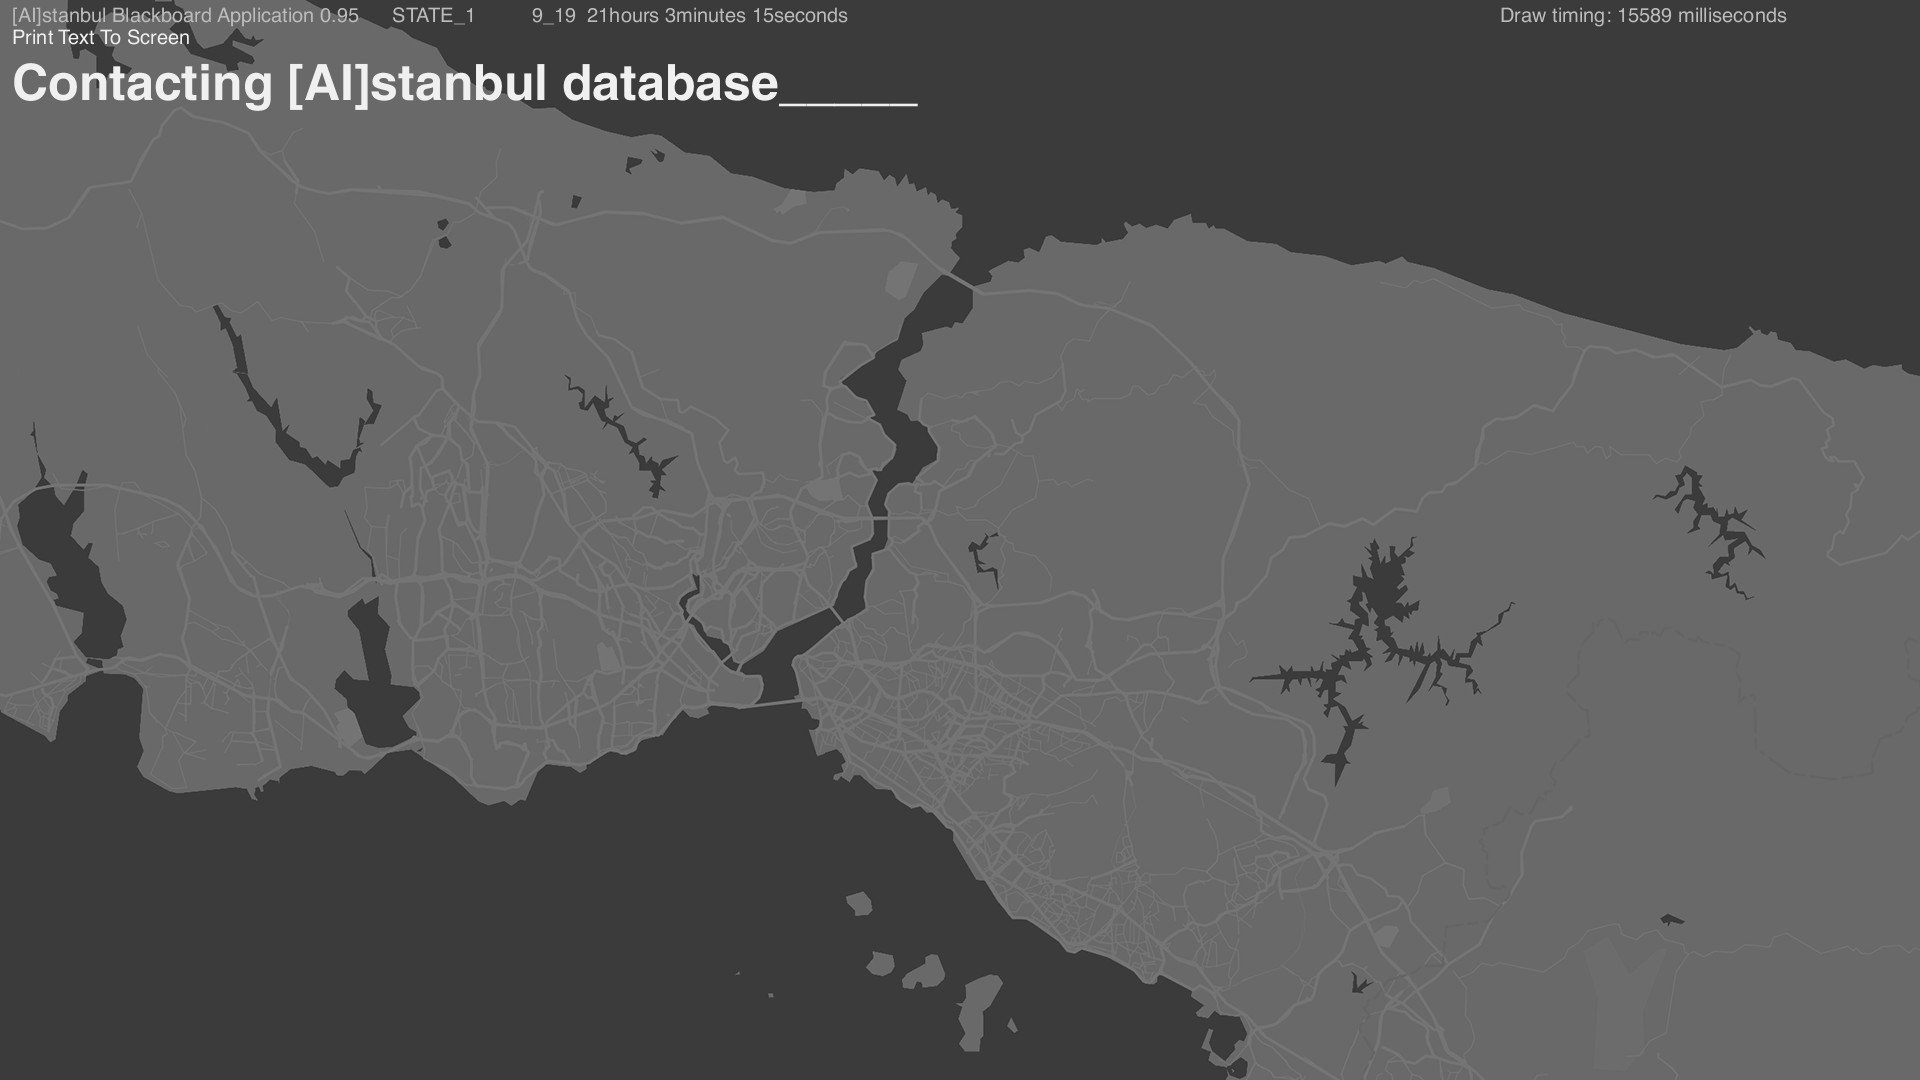 [AI]stanbul Blackboard Application 0.95 STATE_1 9_19 21hours 3minutes 15seconds Draw timing: 15589 milliseconds
Print Text To Screen
Contacting [AI]stanbul database_____